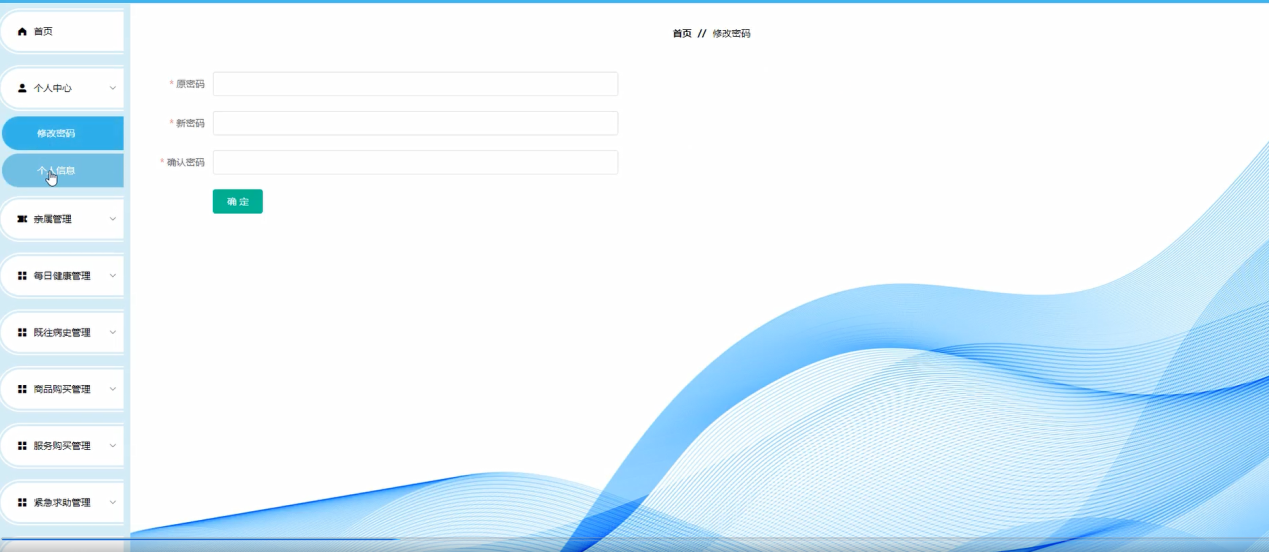 首页
个人中心
修改密码
个人信息
亲属管理
每日健康管理
既往病史管理
商品购买管理
服务购买管理
紧急求助管理
首页 // 修改密码
* 原密码
* 新密码
* 确认密码
确 定